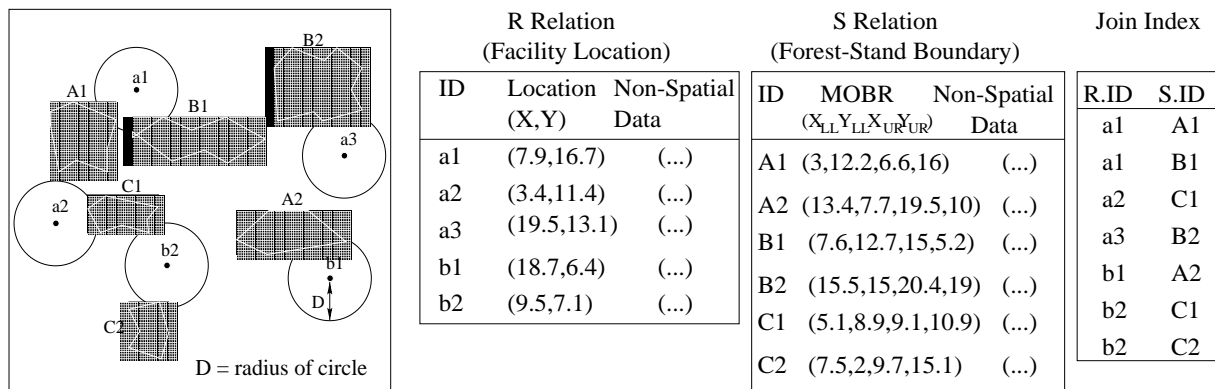 B2
a1
A1
B1
a3
C1
a2
A2
b2
b1
D
C2
D = radius of circle
R Relation
(Facility Location)
ID Location Non-Spatial
(X,Y) Data
a1 (7.9,16.7) (...)
a2 (3.4,11.4) (...)
a3 (19.5,13.1) (...)
b1 (18.7,6.4) (...)
b2 (9.5,7.1) (...)
S Relation
(Forest-Stand Boundary)
ID MOBR Non-Spatial
(X_LL Y_LL X_UR Y_UR) Data
A1 (3,12.2,6.6,16) (...)
A2 (13.4,7.7,19.5,10) (...)
B1 (7.6,12.7,15,5.2) (...)
B2 (15.5,15,20.4,19) (...)
C1 (5.1,8.9,9.1,10.9) (...)
C2 (7.5,2,9.7,15.1) (...)
Join Index
R.ID S.ID
a1 A1
a1 B1
a2 C1
a3 B2
b1 A2
b2 C1
b2 C2